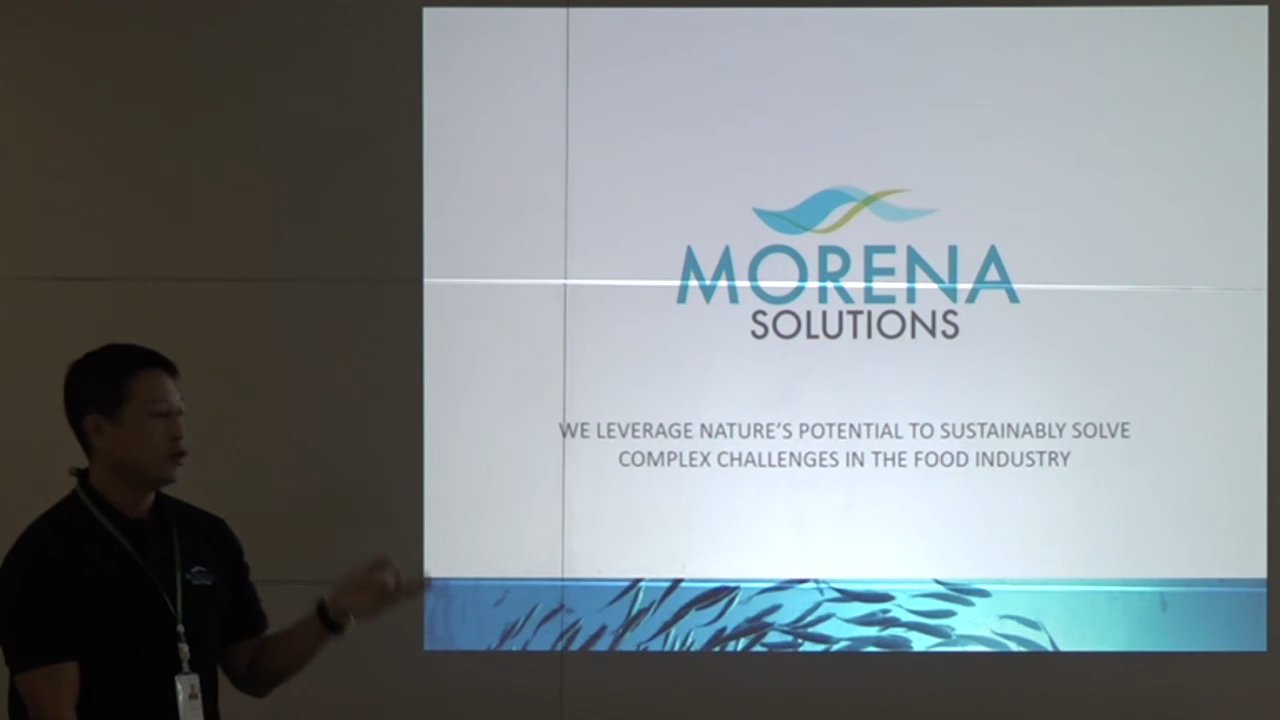 MORENA
SOLUTIONS
WE LEVERAGE NATURE'S POTENTIAL TO SUSTAINABLY SOLVE
COMPLEX CHALLENGES IN THE FOOD INDUSTRY